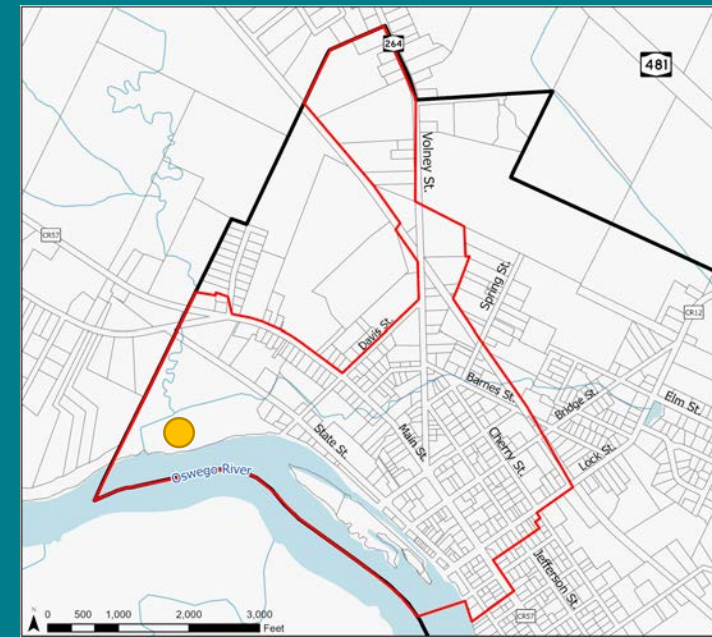 264
481
Volney St.
CR57
Spring St.
CR12
Davis St.
Barnes St.
Bridge St.
Elm St.
State St.
Main St.
Cherry St.
Lock St.
Oswego River
Jefferson St.
CR57
N
0 500 1,000 2,000 3,000
Feet